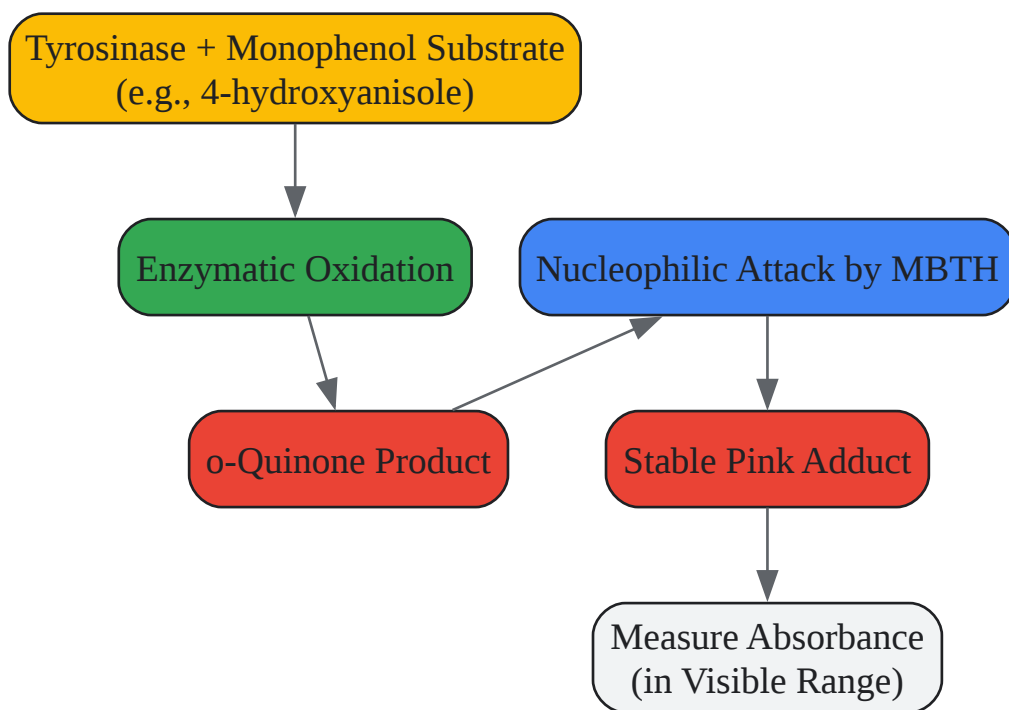 Tyrosinase + Monophenol Substrate
(e.g., 4-hydroxyanisole)
Enzymatic Oxidation
Nucleophilic Attack by MBTH
o-Quinone Product
Stable Pink Adduct
Measure Absorbance
(in Visible Range)